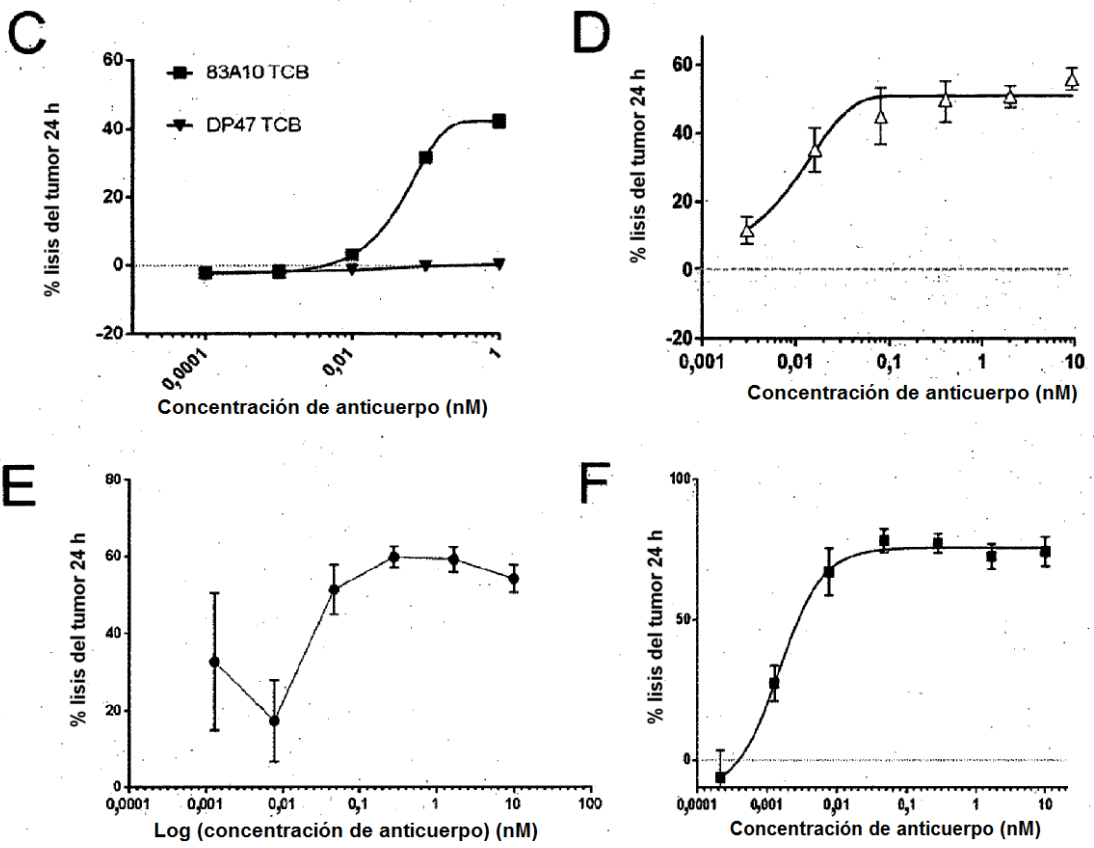 C
% lisis del tumor 24 h
60
40
20
0
-20
83A10 TCB
DP47 TCB
0,0001
0,01
1
Concentración de anticuerpo (nM)
D
% lisis del tumor 24 h
60
40
20
0
-20
0,001
0,01
0,1
1
10
Concentración de anticuerpo (nM)
E
% lisis del tumor 24 h
80
60
40
20
0
0,0001
0,001
0,01
0,1
1
10
100
Log (concentración de anticuerpo) (nM)
F
% lisis del tumor 24 h
100
50
0
0,0001
0,001
0,01
0,1
1
10
Concentración de anticuerpo (nM)